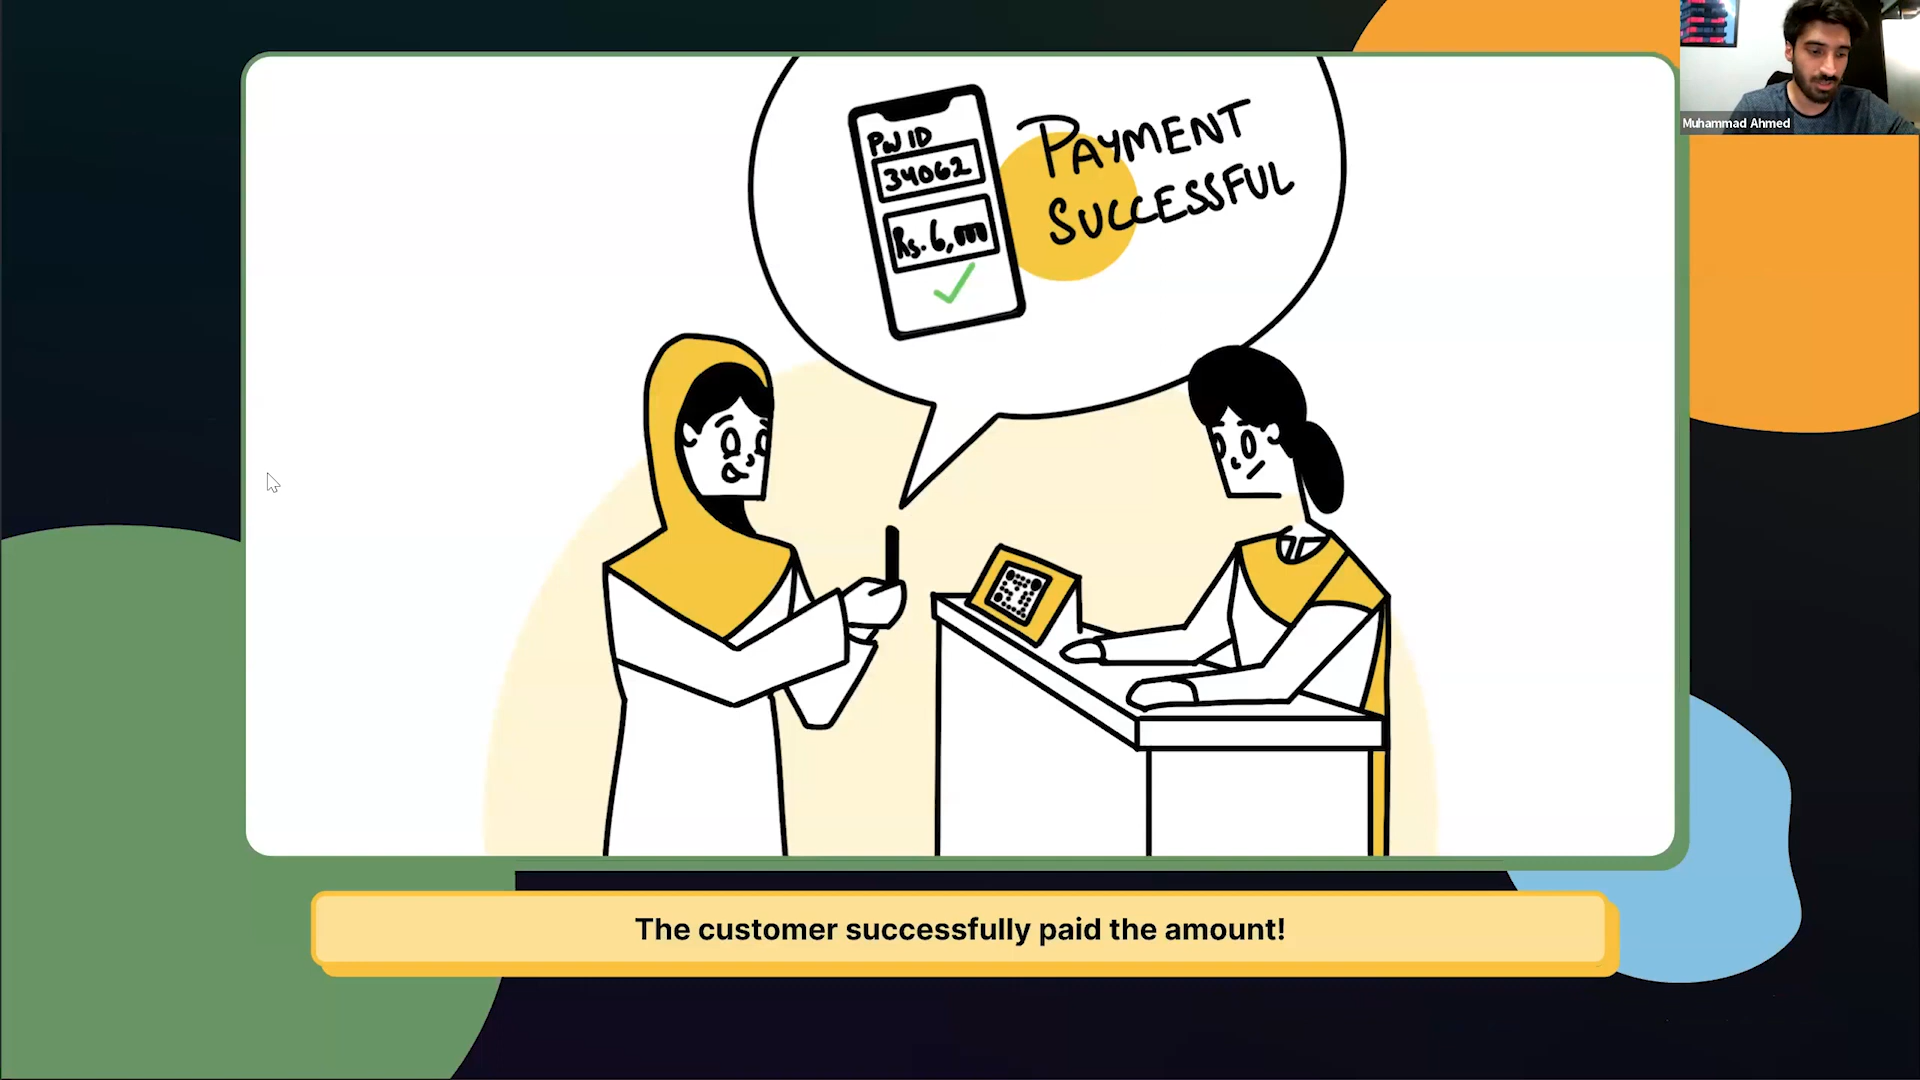 Muhammad Ahmed
PW ID
34062
Rs. 6,000
PAYMENT
SUCCESSFUL
The customer successfully paid the amount!